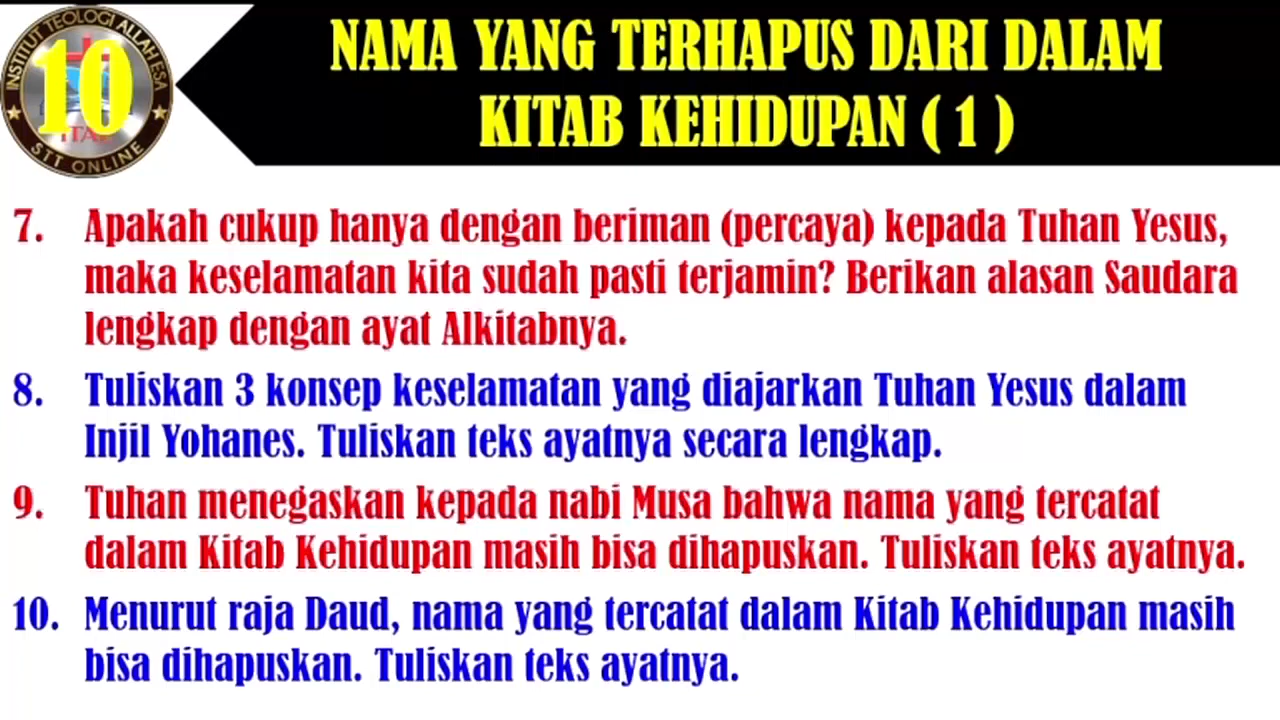 INSTITUT TEOLOGI ALLAH ESA
10
STT ONLINE
NAMA YANG TERHAPUS DARI DALAM
KITAB KEHIDUPAN ( 1 )
7. Apakah cukup hanya dengan beriman (percaya) kepada Tuhan Yesus,
maka keselamatan kita sudah pasti terjamin? Berikan alasan Saudara
lengkap dengan ayat Alkitabnya.
8. Tuliskan 3 konsep keselamatan yang diajarkan Tuhan Yesus dalam
Injil Yohanes. Tuliskan teks ayatnya secara lengkap.
9. Tuhan menegaskan kepada nabi Musa bahwa nama yang tercatat
dalam Kitab Kehidupan masih bisa dihapuskan. Tuliskan teks ayatnya.
10. Menurut raja Daud, nama yang tercatat dalam Kitab Kehidupan masih
bisa dihapuskan. Tuliskan teks ayatnya.